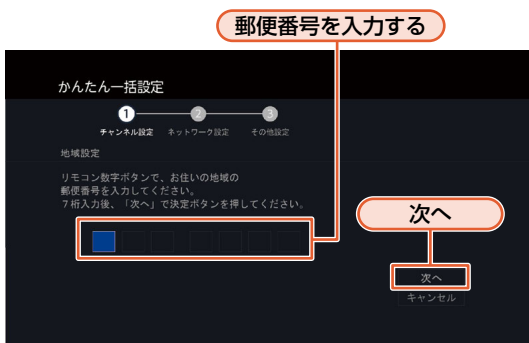 郵便番号を入力する
かんたん一括設定
1 2 3
チャンネル設定 ネットワーク設定 その他設定
地域設定
リモコン数字ボタンで、お住いの地域の
郵便番号を入力してください。
7桁入力後、「次へ」で決定ボタンを押してください。
次へ
次へ
キャンセル